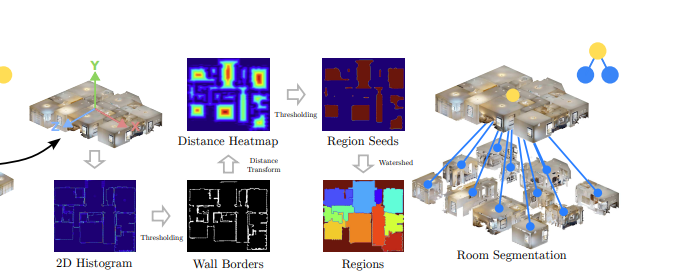 Y
Z
X
Distance Heatmap
Thresholding
Region Seeds
Distance
Transform
Watershed
Thresholding
2D Histogram
Wall Borders
Regions
Room Segmentation